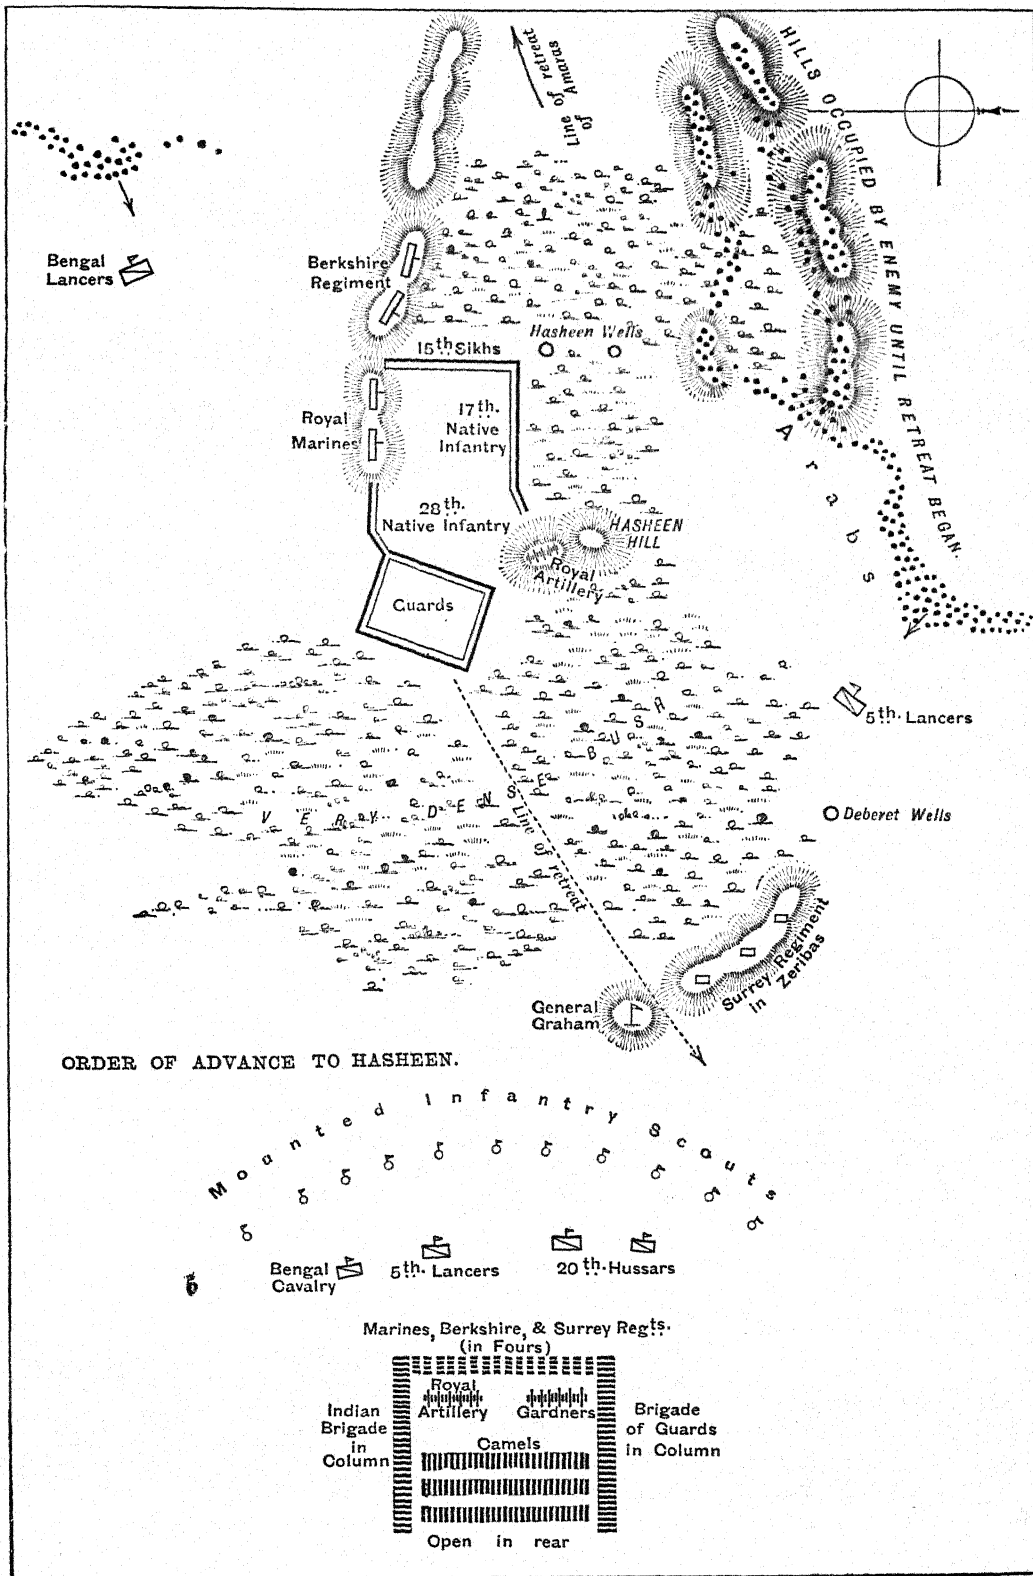 Line of retreat
of Amaras
HILLS OCCUPIED BY ENEMY UNTIL RETREAT BEGAN.
Bengal
Lancers
Berkshire
Regiment
Hasheen Wells
15th Sikhs
17th
Native
Infantry
Royal
Marines
Arabs
28th
Native Infantry
HASHEEN
HILL
Royal
Artillery
Guards
5th Lancers
VERY DENSE BUSH
Deberet Wells
Line of retreat
Surrey Regiment
in Zeribas
General
Graham
ORDER OF ADVANCE TO HASHEEN.
Mounted Infantry Scouts
Bengal
Cavalry
5th Lancers
20th Hussars
Marines, Berkshire, & Surrey Regts.
(in Fours)
Royal
Artillery
Gardners
Indian
Brigade
in
Column
Camels
Brigade
of Guards
in Column
Open in rear